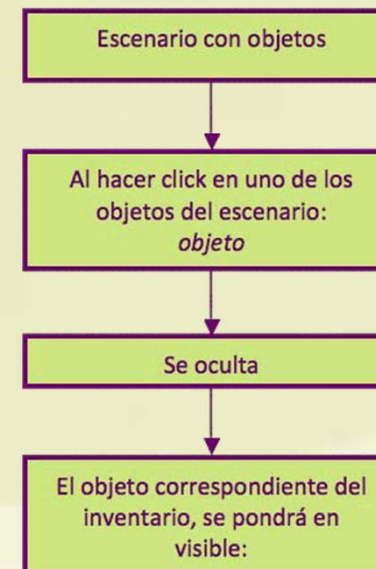 Escenario con objetos
Al hacer click en uno de los
objetos del escenario:
objeto
Se oculta
El objeto correspondiente del
inventario, se pondrá en
visible: